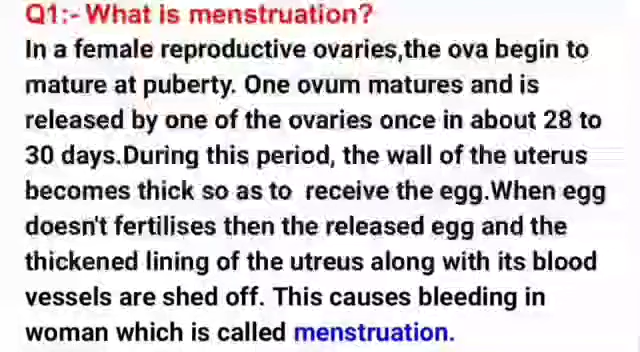 Q1:- What is menstruation?
In a female reproductive ovaries,the ova begin to
mature at puberty. One ovum matures and is
released by one of the ovaries once in about 28 to
30 days.During this period, the wall of the uterus
becomes thick so as to receive the egg.When egg
doesn't fertilises then the released egg and the
thickened lining of the utreus along with its blood
vessels are shed off. This causes bleeding in
woman which is called menstruation.